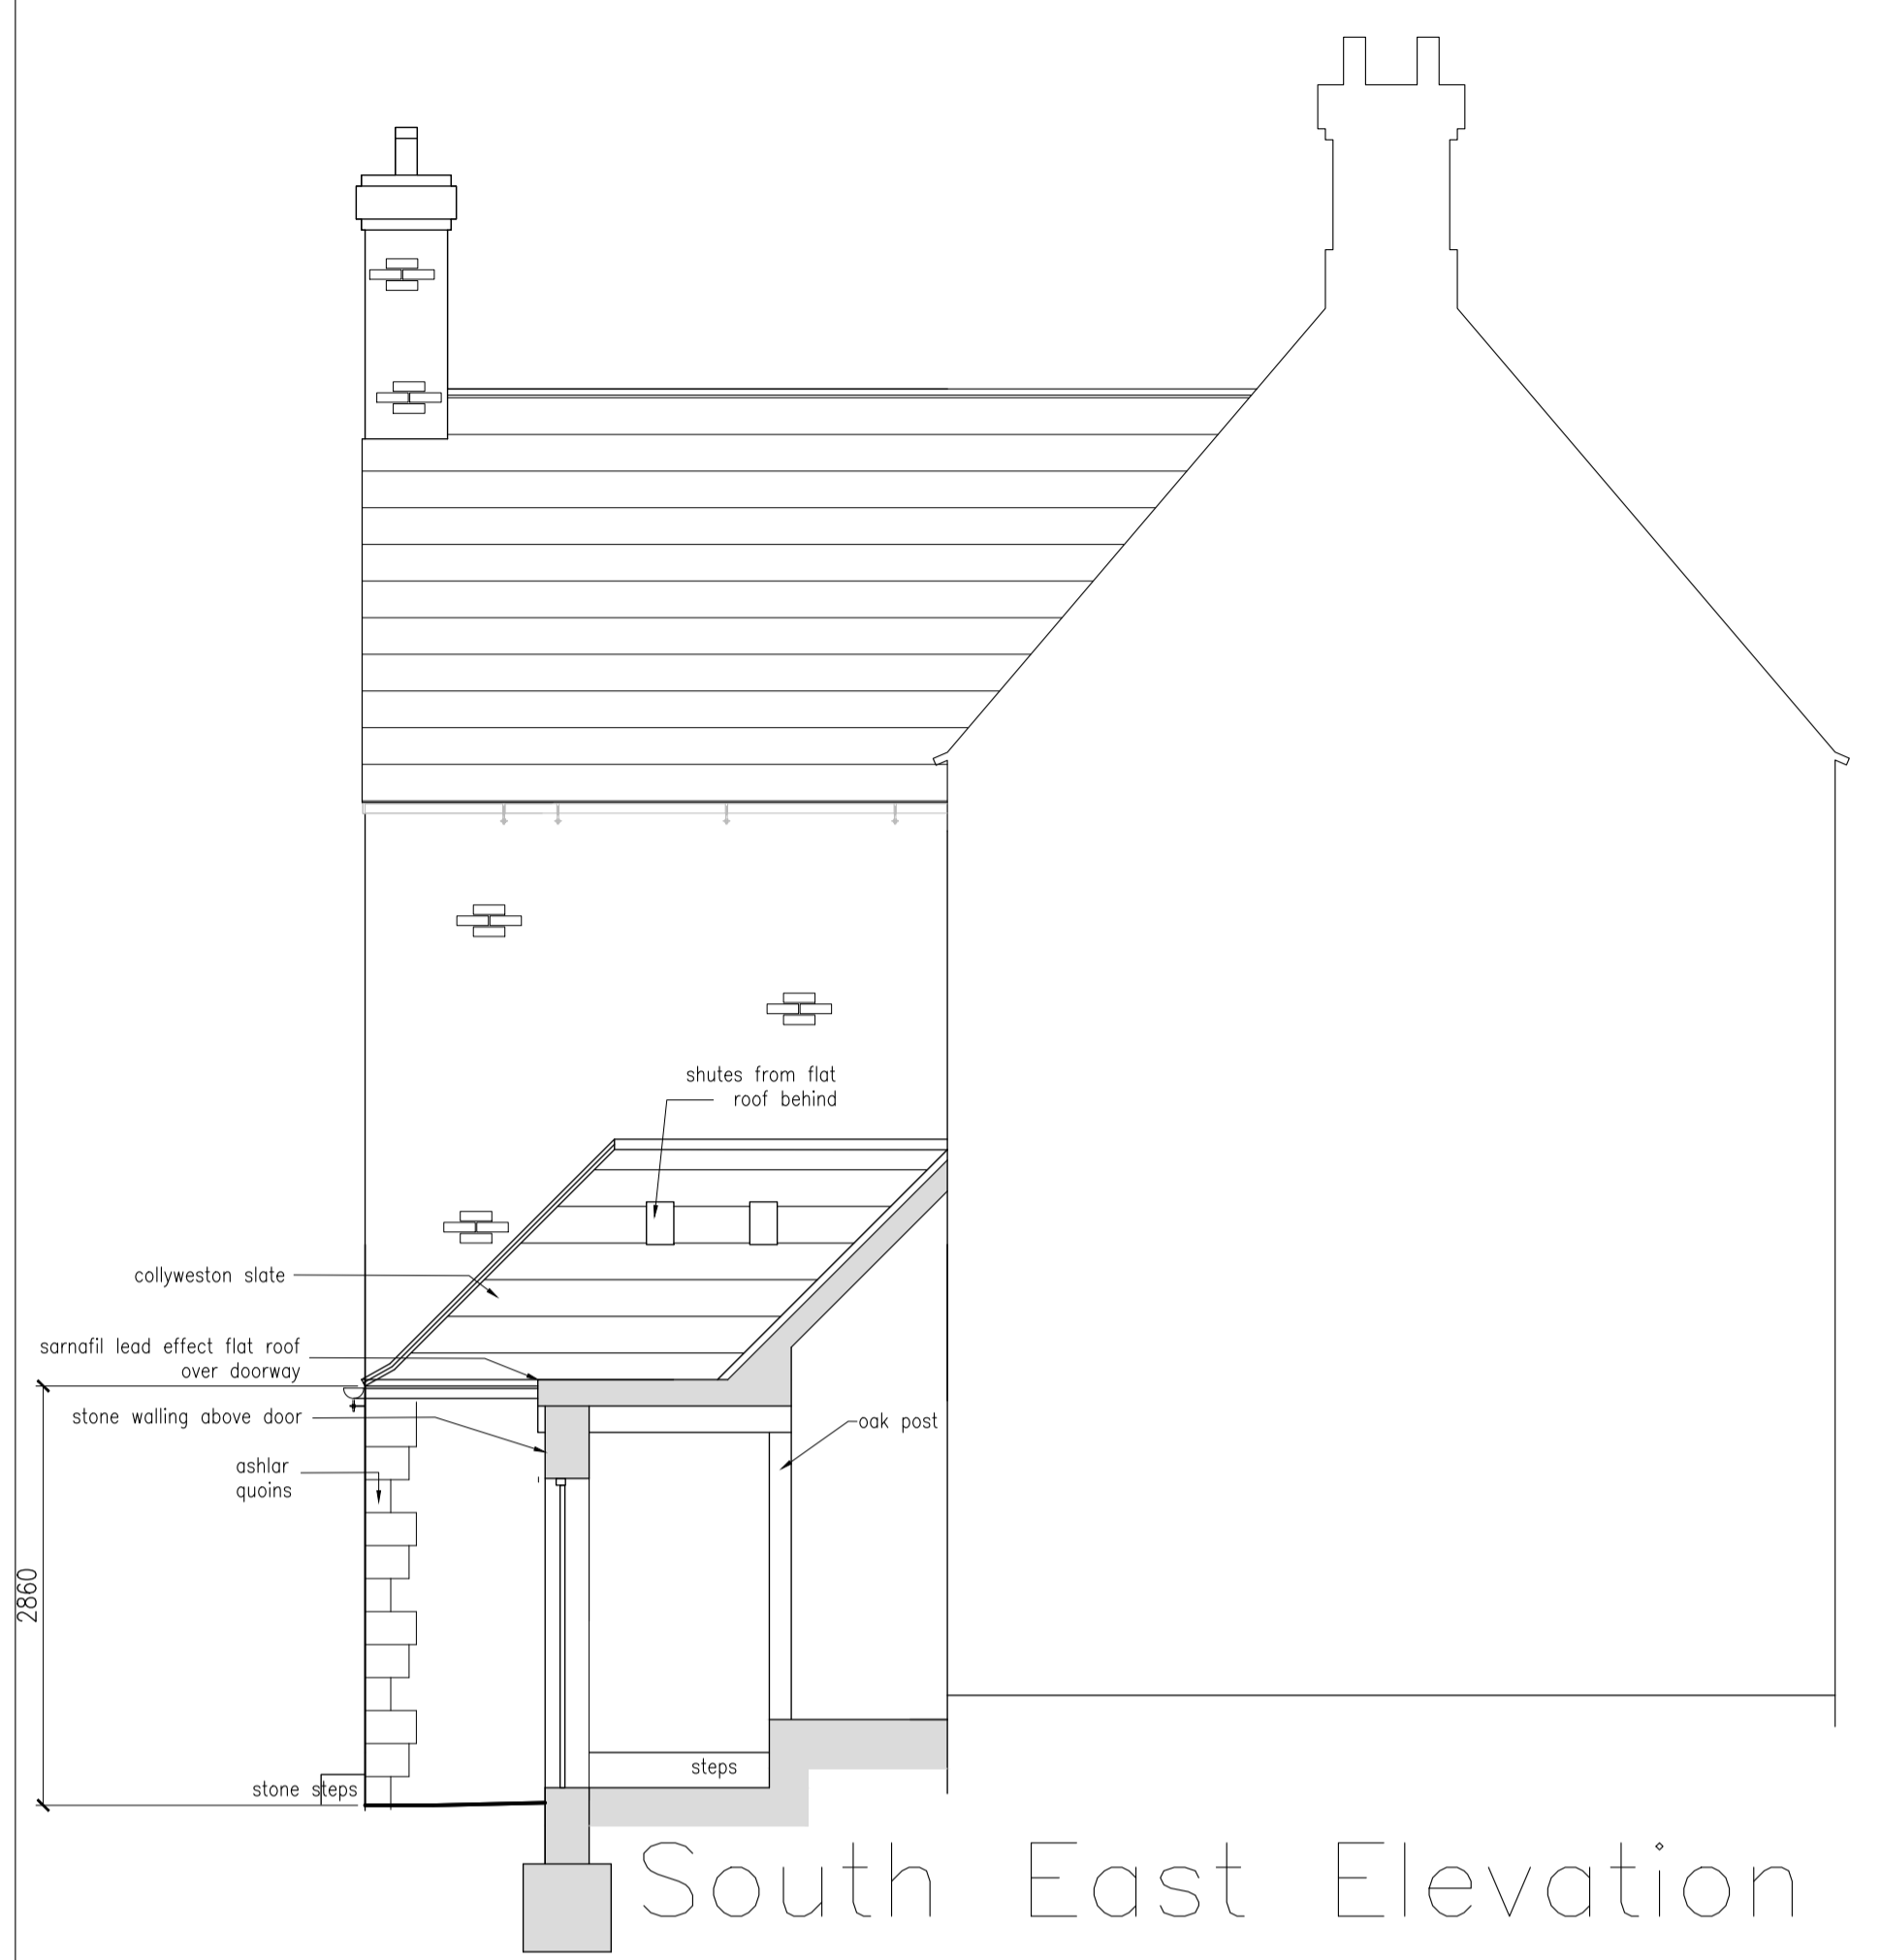 shutes from flat
roof behind
collyweston slate
sarnafil lead effect flat roof
over doorway
stone walling above door
oak post
ashlar
quoins
2860
steps
stone steps
South East Elevation